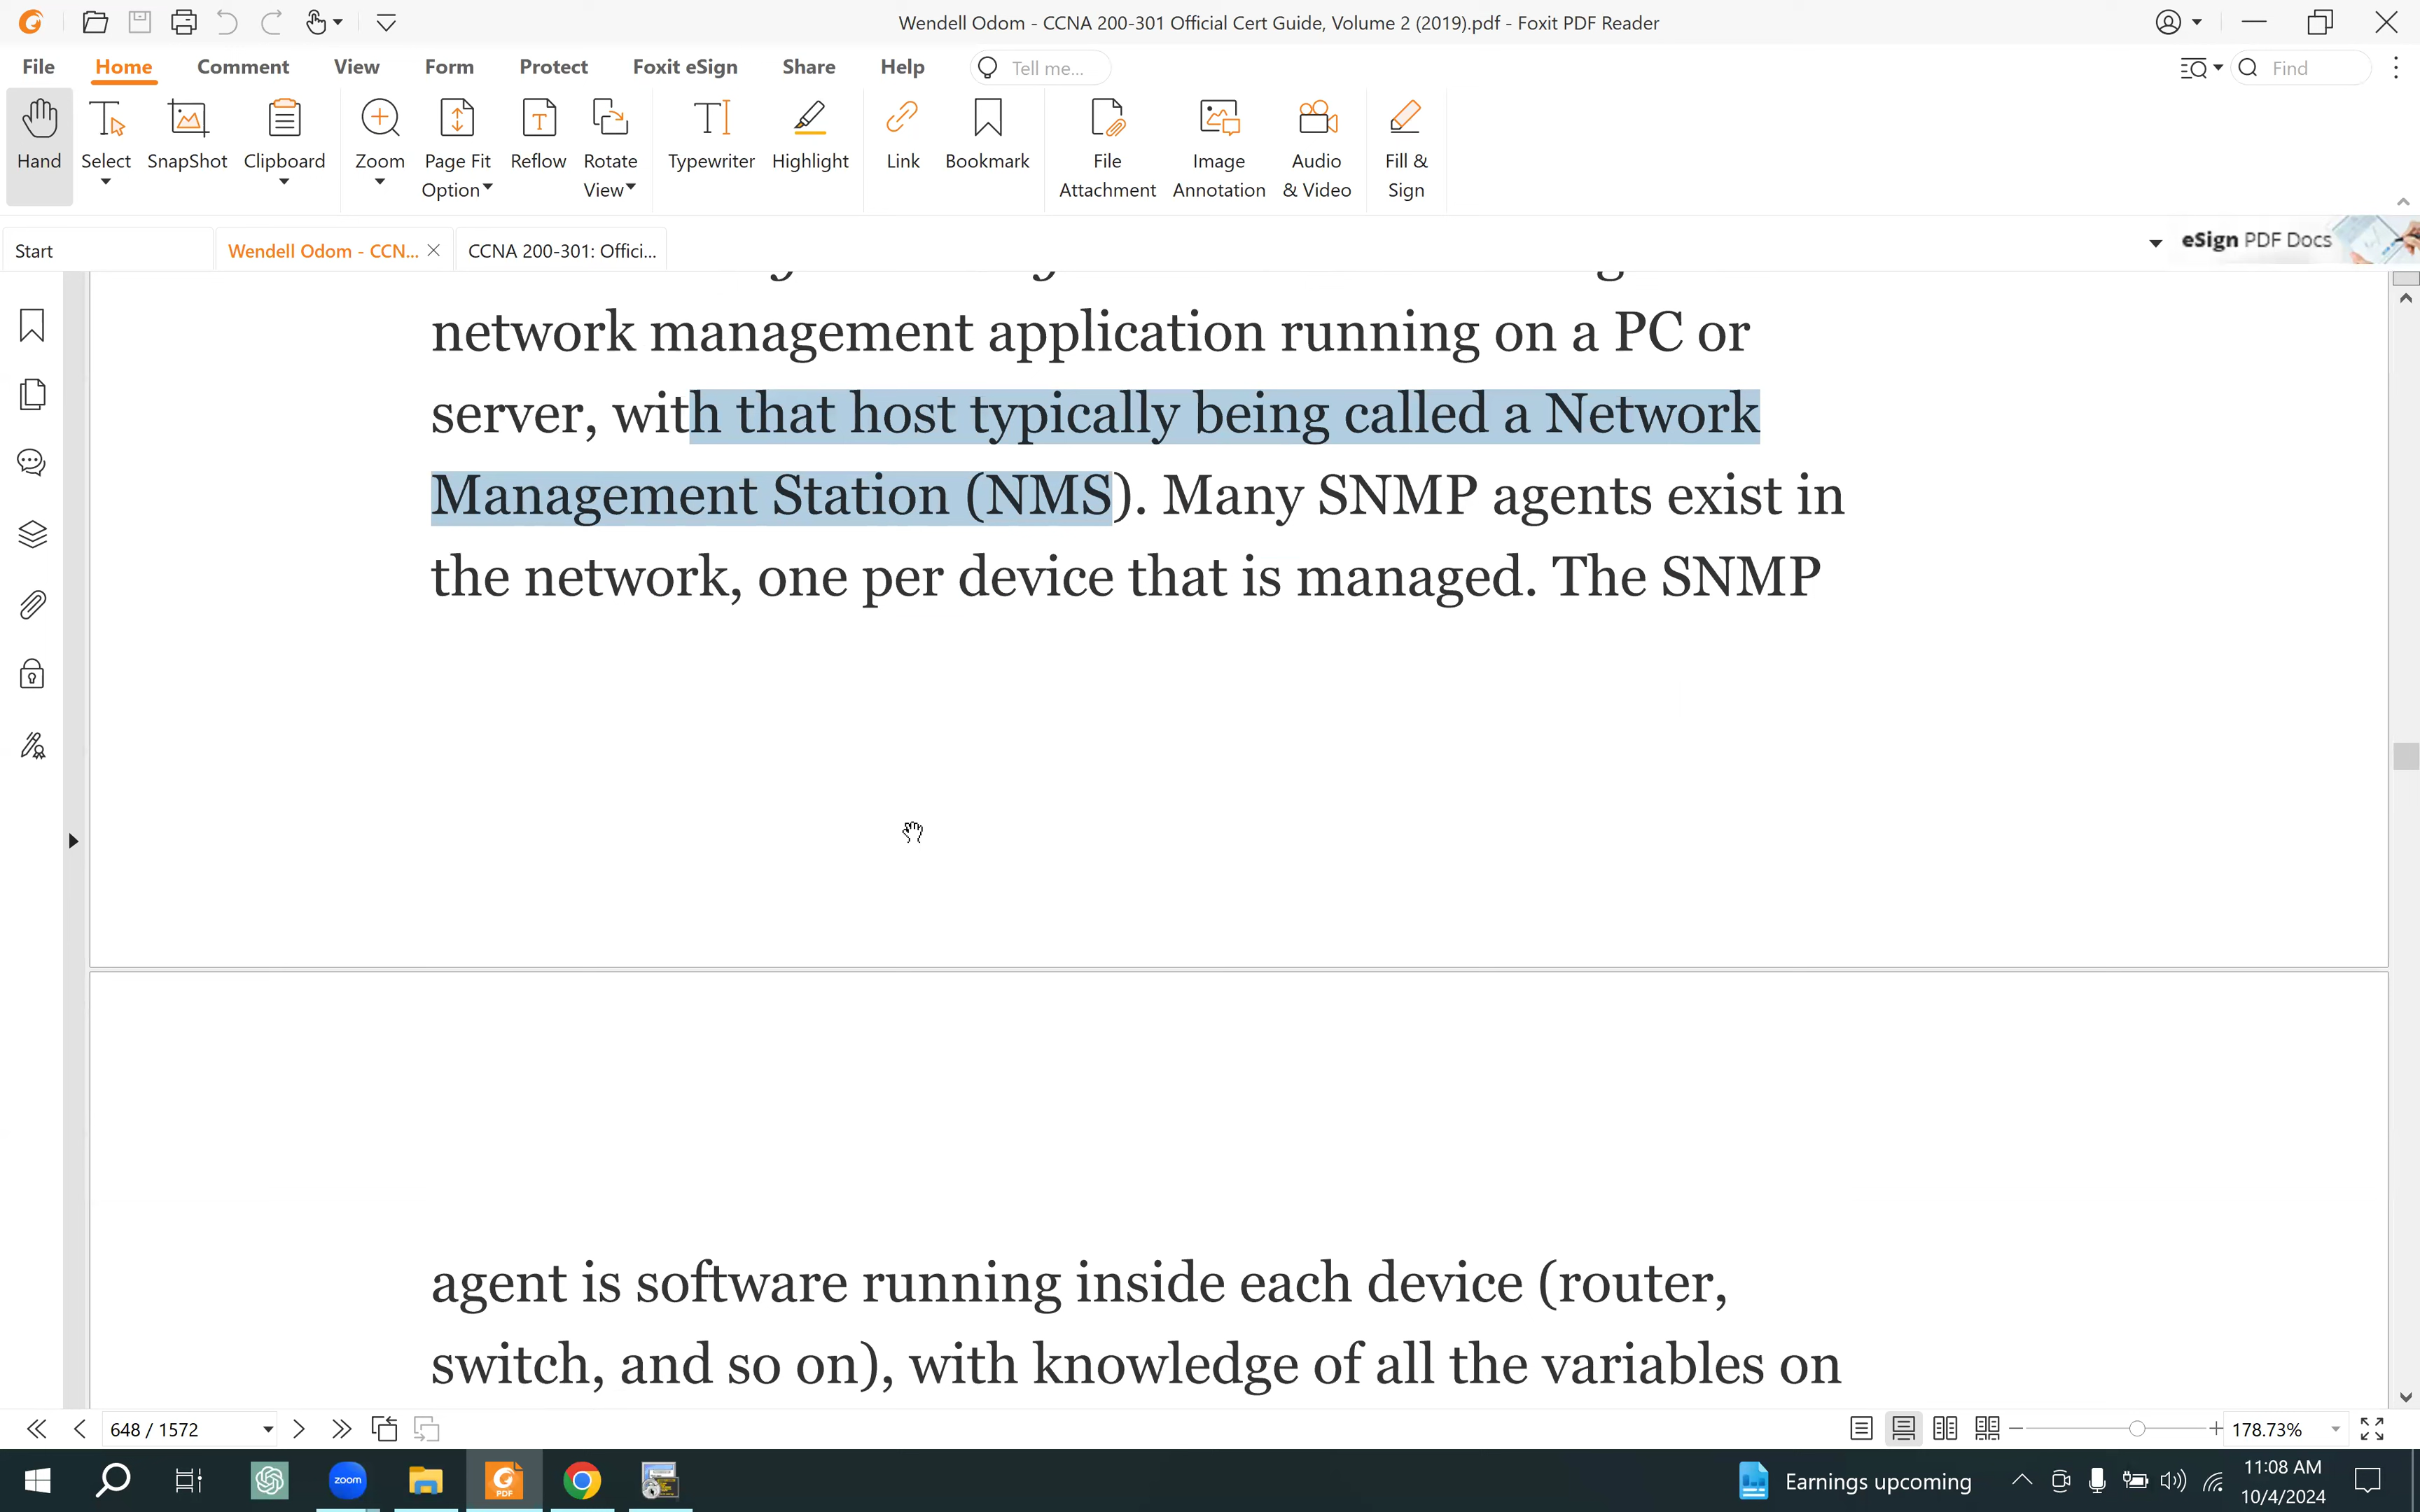 Wendell Odom - CCNA 200-301 Official Cert Guide, Volume 2 (2019).pdf - Foxit PDF Reader
File Home Comment View Form Protect Foxit eSign Share Help Tell me... Find
Hand Select SnapShot Clipboard Zoom Page Fit Option Reflow Rotate View Typewriter Highlight Link Bookmark File Attachment Image Annotation Audio & Video Fill & Sign
Start Wendell Odom - CCN... CCNA 200-301: Offici... eSign PDF Docs
network management application running on a PC or
server, with that host typically being called a Network
Management Station (NMS). Many SNMP agents exist in
the network, one per device that is managed. The SNMP
agent is software running inside each device (router,
switch, and so on), with knowledge of all the variables on
648 / 1572 178.73%
zoom PDF Earnings upcoming 11:08 AM
10/4/2024